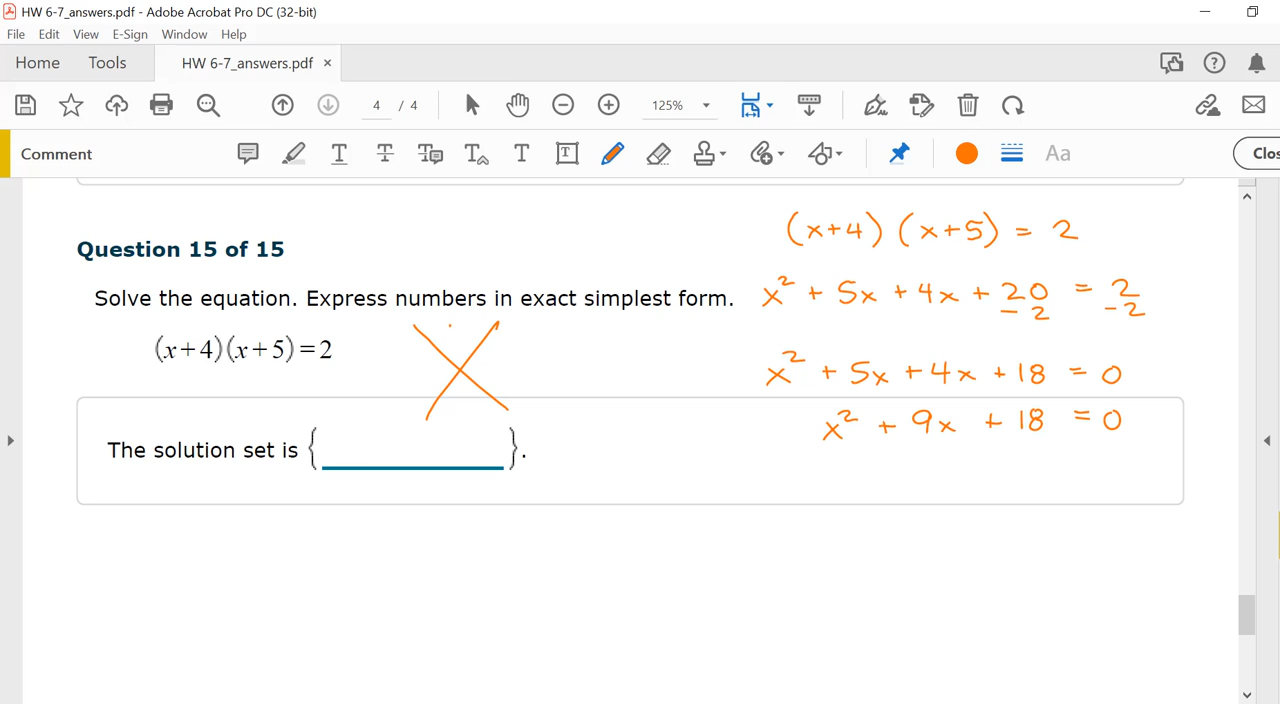 HW 6-7_answers.pdf - Adobe Acrobat Pro DC (32-bit)
File Edit View E-Sign Window Help
Home Tools HW 6-7_answers.pdf ×
4 / 4 125%
Comment T T T T T Aa Clos
Question 15 of 15
Solve the equation. Express numbers in exact simplest form.
(x+4)(x+5)=2
The solution set is { }.
(x+4) (x+5) = 2
x² + 5x + 4x + 20 = 2
- 2 - 2
x² + 5x + 4x + 18 = 0
x² + 9x + 18 = 0